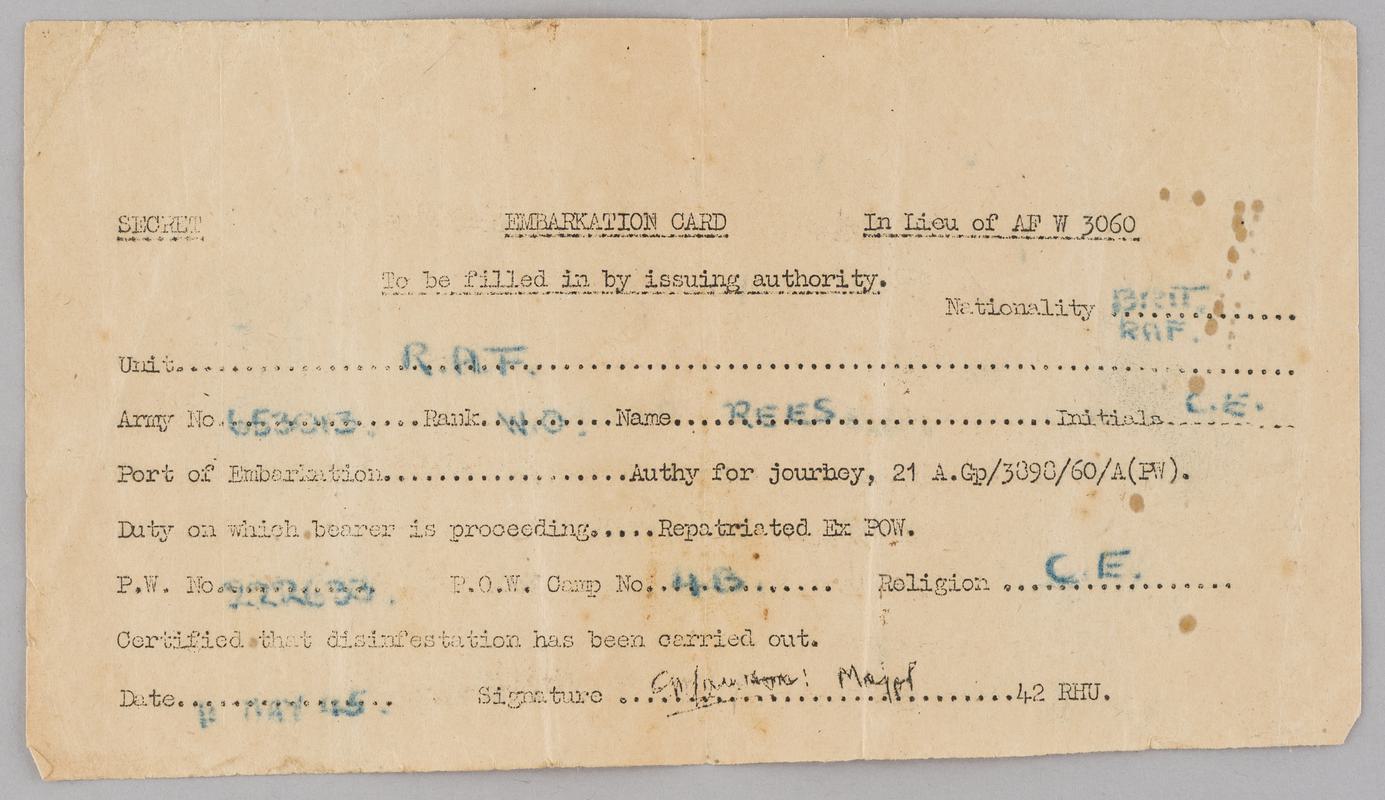 SECRET EMBARKATION CARD In Lieu of AF W 3060
To be filled in by issuing authority.
Nationality BRIT.
RAF.
Unit R.A.F.
Army No. Rank W.O. Name REES Initials C.E.
Port of Embarkation Authy for journey, 21 A.Gp/3898/60/A(PW).
Duty on which bearer is proceeding..... Repatriated Ex POW.
P.W. No. P.O.W. Camp No. 4B Religion C.E.
Certified that disinfestation has been carried out.
Date MAY 45. Signature Major 42 RHU.